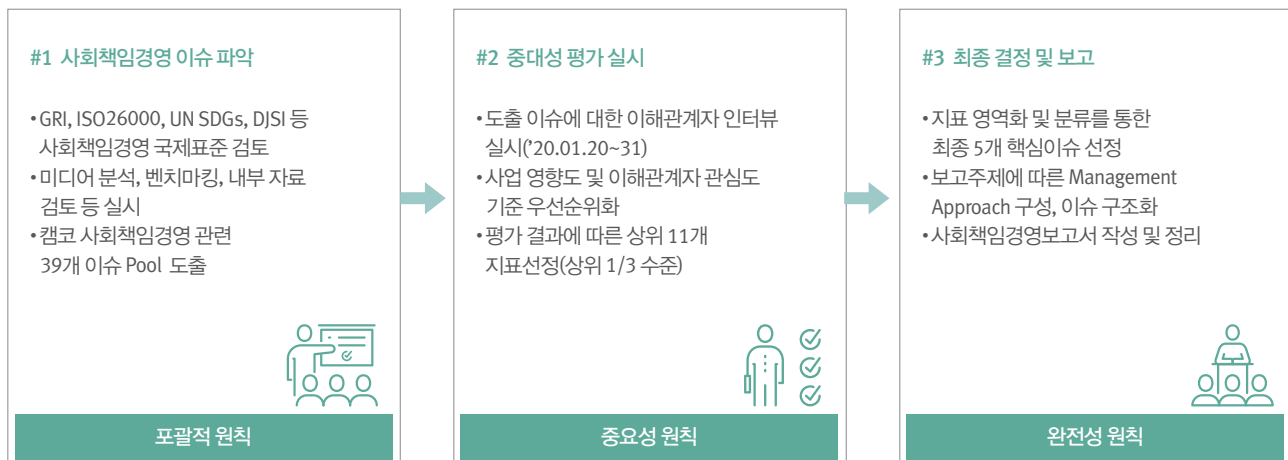 #1 사회책임경영 이슈 파악
•GRI, ISO26000, UN SDGs, DJSI 등
사회책임경영 국제표준 검토
•미디어 분석, 벤치마킹, 내부 자료
검토 등 실시
•캠코 사회책임경영 관련
39개 이슈 Pool 도출
포괄적 원칙
#2 중대성 평가 실시
•도출 이슈에 대한 이해관계자 인터뷰
실시('20.01.20~31)
•사업 영향도 및 이해관계자 관심도
기준 우선순위화
•평가 결과에 따른 상위 11개
지표선정(상위 1/3 수준)
중요성 원칙
#3 최종 결정 및 보고
•지표 영역화 및 분류를 통한
최종 5개 핵심이슈 선정
•보고주제에 따른 Management
Approach 구성, 이슈 구조화
•사회책임경영보고서 작성 및 정리
완전성 원칙